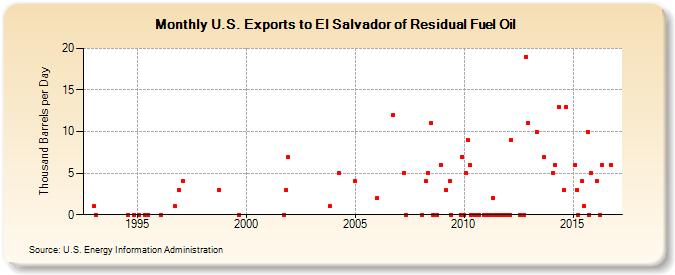 Monthly U.S. Exports to El Salvador of Residual Fuel Oil
Thousand Barrels per Day
20
15
10
5
0
1995 2000 2005 2010 2015
Source: U.S. Energy Information Administration